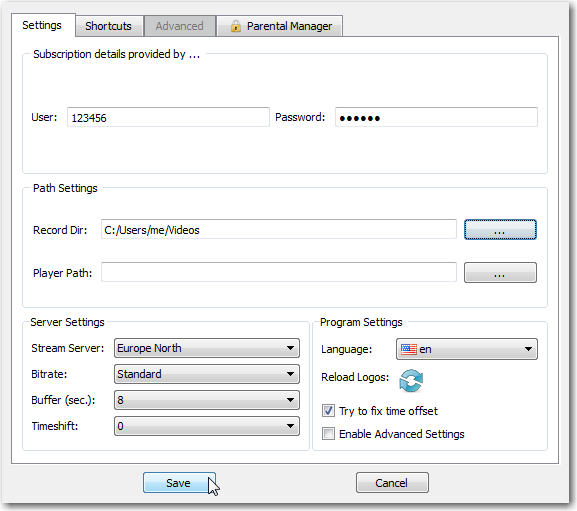 Settings Shortcuts Advanced Parental Manager
Subscription details provided by ...
User: 123456 Password: ●●●●●●
Path Settings
Record Dir: C:/Users/me/Videos ...
Player Path: ...
Server Settings
Stream Server: Europe North
Bitrate: Standard
Buffer (sec.): 8
Timeshift: 0
Program Settings
Language: en
Reload Logos:
Try to fix time offset
Enable Advanced Settings
Save Cancel